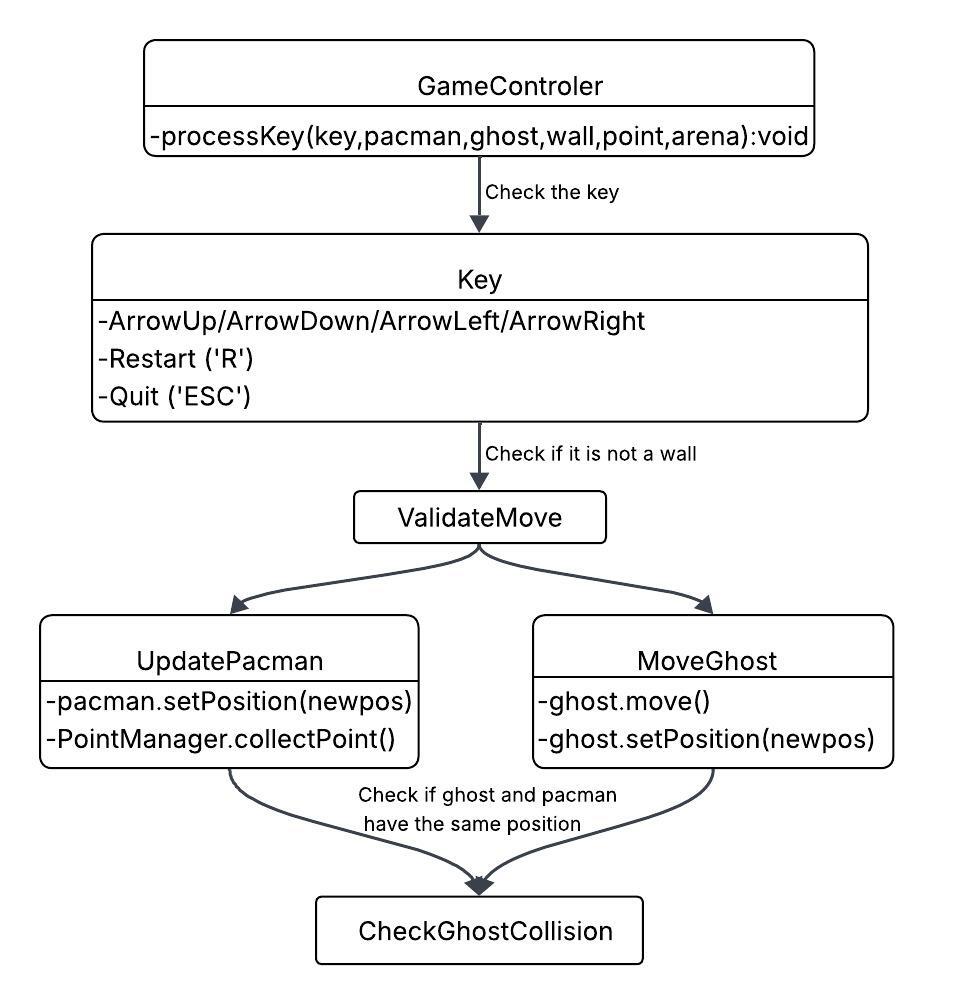 GameControler
-processKey(key,pacman,ghost,wall,point,arena):void
Check the key
Key
-ArrowUp/ArrowDown/ArrowLeft/ArrowRight
-Restart ('R')
-Quit ('ESC')
Check if it is not a wall
ValidateMove
UpdatePacman
-pacman.setPosition(newpos)
-PointManager.collectPoint()
MoveGhost
-ghost.move()
-ghost.setPosition(newpos)
Check if ghost and pacman
have the same position
CheckGhostCollision